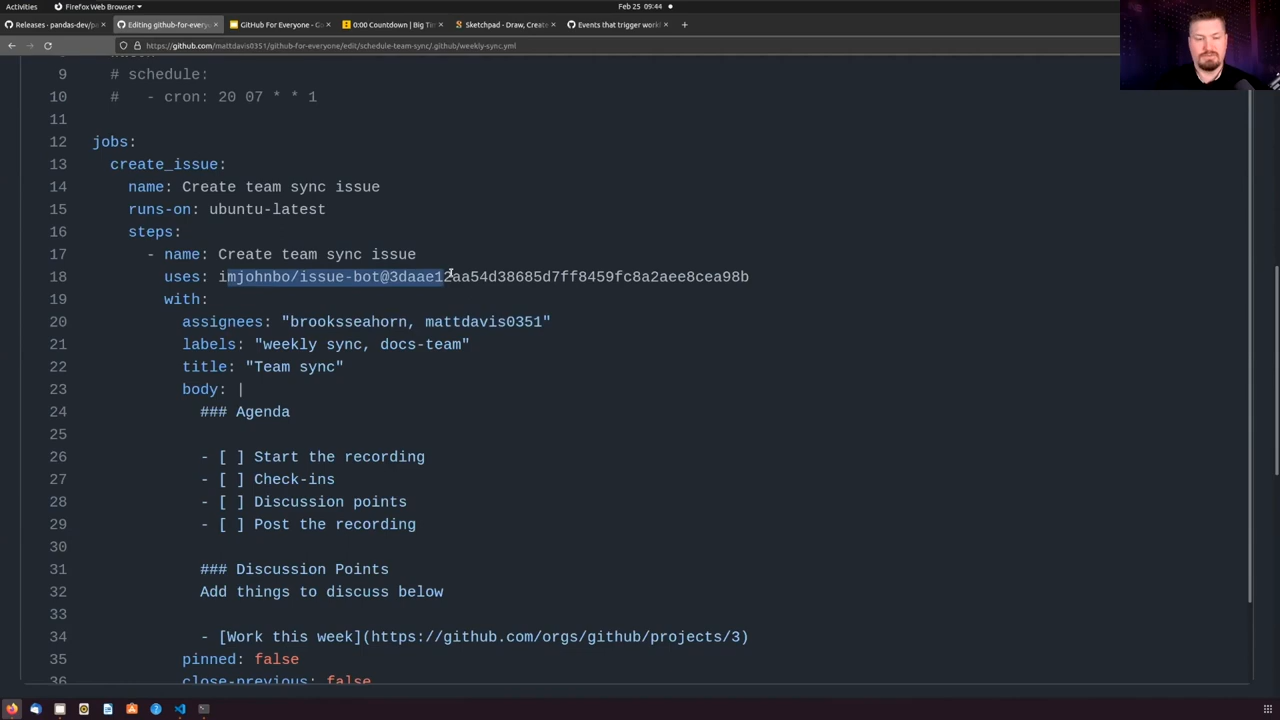 Activities
Firefox Web Browser
Feb 25 09:44
Releases · pandas-dev/p
Editing github-for-every
GitHub For Everyone - G
0:00 Countdown | Big Ti
Sketchpad - Draw, Create
Events that trigger work
https://github.com/mattdavis0351/github-for-everyone/edit/schedule-team-sync/.github/weekly-sync.yml
9 # schedule:
10 #   - cron: 20 07 * * 1
11
12 jobs:
13 create_issue:
14 name: Create team sync issue
15 runs-on: ubuntu-latest
16 steps:
17 - name: Create team sync issue
18 uses: imjohnbo/issue-bot@3daae12aa54d38685d7ff8459fc8a2aee8cea98b
19 with:
20 assignees: "brooksseahorn, mattdavis0351"
21 labels: "weekly sync, docs-team"
22 title: "Team sync"
23 body: |
24 ### Agenda
25
26 - [ ] Start the recording
27 - [ ] Check-ins
28 - [ ] Discussion points
29 - [ ] Post the recording
30
31 ### Discussion Points
32 Add things to discuss below
33
34 - [Work this week](https://github.com/orgs/github/projects/3)
35 pinned: false
36 close-previous: false